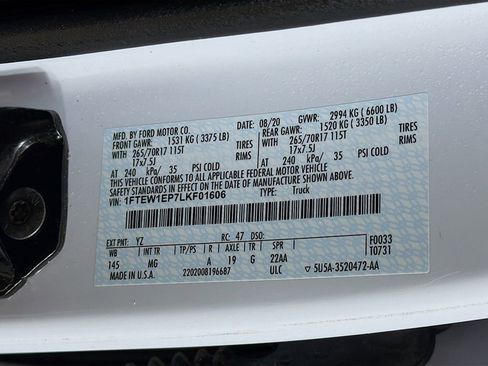 MFD. BY FORD MOTOR CO. 08/20 GVWR: 2994 KG (6600 LB)
FRONT GAWR: 1531 KG (3375 LB) REAR GAWR: 1520 KG (3350 LB)
WITH 265/70R17 115T TIRES WITH 265/70R17 115T TIRES
17x7.5J 17x7.5J
AT 240 kPa/ 35 PSI COLD AT 240 kPa/ 35 PSI COLD
THIS VEHICLE CONFORMS TO ALL APPLICABLE FEDERAL MOTOR VEHICLE
SAFETY STANDARDS IN EFFECT ON THE DATE OF MANUFACTURE SHOWN ABOVE.
VIN: 1FTEW1EP7LKF01606 TYPE: Truck
EXT PNT: YZ RC: 47 DSO: F0033
WB INT TR TP/PS R AXLE TR SPR T0731
145 MG A 19 G 22AA
MADE IN U.S.A. 2202008196687 ULC 5U5A-3520472-AA